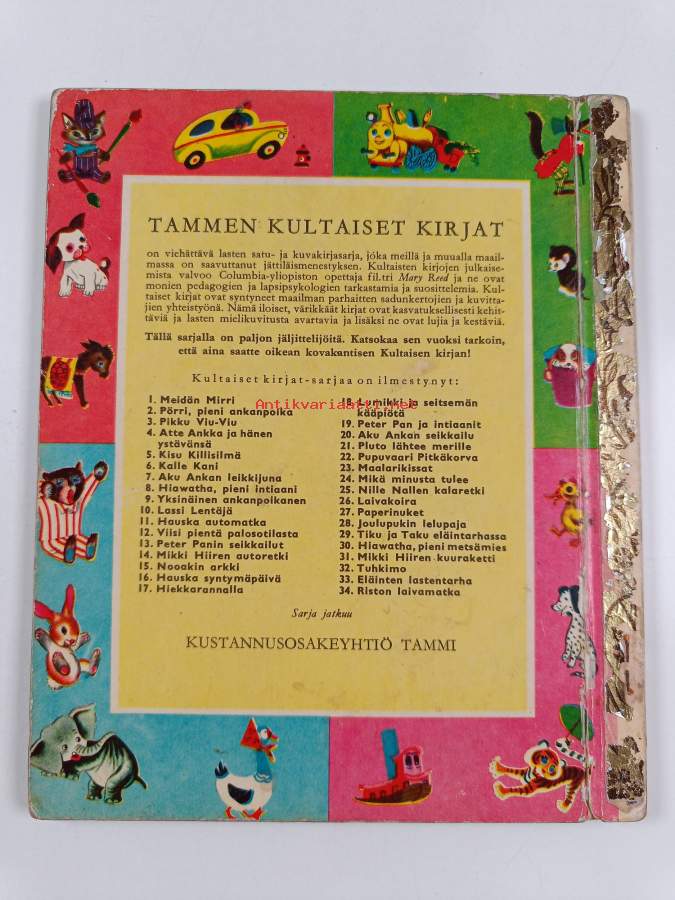 TAMMEN KULTAISET KIRJAT
on viehättävä lasten satu- ja kuvakirjasarja, jóka meillä ja muualla maail-
massa on saavuttanut jättiläismenestyksen. Kultaisten kirjojen julkaise-
mista valvoo Columbia-yliopiston opettaja fil.tri Mary Reed ja ne ovat
monien pedagogien ja lapsipsykologien tarkastamia ja suosittelemia. Kul-
taiset kirjat ovat syntyneet maailman parhaitten sadunkertojien ja kuvitta-
jien yhteistyönä. Nämä iloiset, värikkäät kirjat ovat kasvatuksellisesti kehit-
täviä ja lasten mielikuvitusta avartavia ja lisäksi ne ovat lujia ja kestäviä.
Tällä sarjalla on paljon jäljittelijöitä. Katsokaa sen vuoksi tarkoin,
että aina saatte oikean kovakantisen Kultaisen kirjan!
Kultaiset kirjat-sarjaa on ilmestynyt:
1. Meidän Mirri
2. Pörri, pieni ankanpoika
3. Pikku Viu-Viu
4. Atte Ankka ja hänen
ystävänsä
5. Kisu Killisilmä
6. Kalle Kani
7. Aku Ankan leikkijuna
8. Hiawatha, pieni intiaani
9. Yksinäinen ankanpoikanen
10. Lassi Lentäjä
11. Hauska automatka
12. Viisi pientä palosotilasta
13. Peter Panin seikkailut
14. Mikki Hiiren autoretki
15. Nooakin arkki
16. Hauska syntymäpäivä
17. Hiekkarannalla
18. Lumikki ja seitsemän
kääpiötä
19. Peter Pan ja intiaanit
20. Aku Ankan seikkailu
21. Pluto lähtee merille
22. Pupuvaari Pitkäkorva
23. Maalarikissat
24. Mikä minusta tulee
25. Nille Nallen kalaretki
26. Laivakoira
27. Paperinuket
28. Joulupukin lelupaja
29. Tiku ja Taku eläintarhassa
30. Hiawatha, pieni metsämies
31. Mikki Hiiren kuuraketti
32. Tuhkimo
33. Eläinten lastentarha
34. Riston laivamatka
Sarja jatkuu
KUSTANNUSOSAKEYHTIÖ TAMMI
Antikvariaatti.net